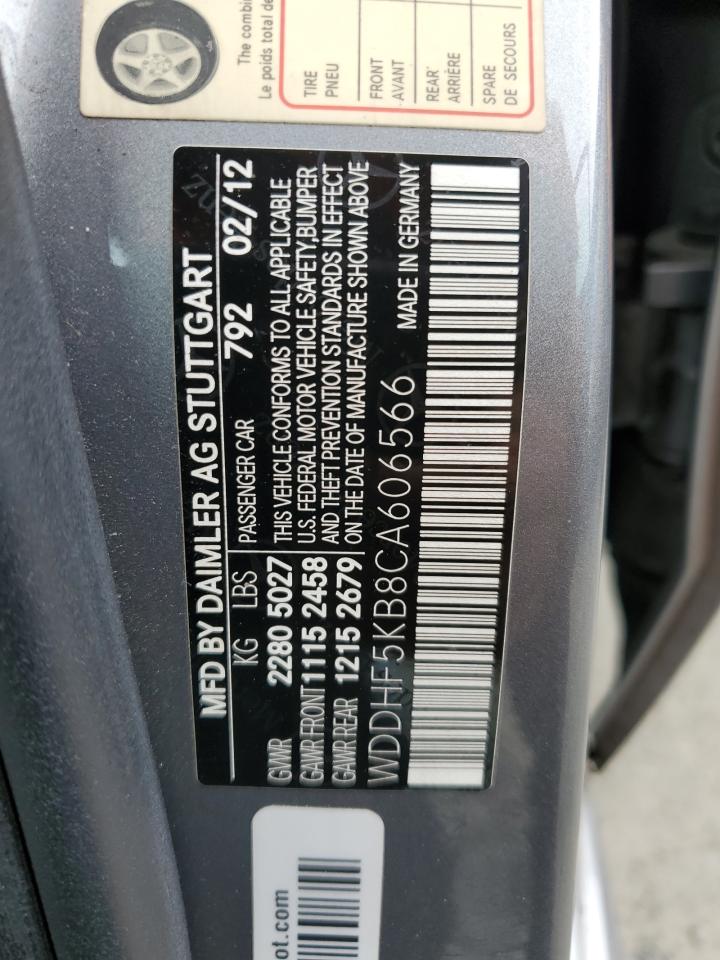 The combin
Le poids total de
TIRE
PNEU
FRONT
AVANT
REAR
ARRIÈRE
SPARE
DE SECOURS
MFD BY DAIMLER AG STUTTGART
KG LBS PASSENGER CAR 792 02/12
GVWR 2280 5027 THIS VEHICLE CONFORMS TO ALL APPLICABLE
GAWR FRONT 1115 2458 U.S. FEDERAL MOTOR VEHICLE SAFETY, BUMPER
GAWR REAR 1215 2679 AND THEFT PREVENTION STANDARDS IN EFFECT
ON THE DATE OF MANUFACTURE SHOWN ABOVE
WDDHF5KB8CA606566 MADE IN GERMANY
ot.com